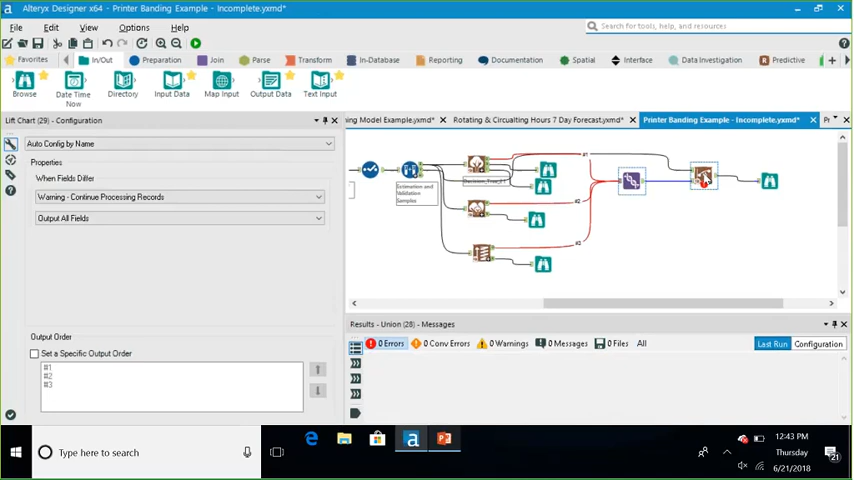 Alteryx Designer x64 - Printer Banding Example - Incomplete.yxmd*
File Edit View Options Help
Search for tools, help, and resources
Favorites In/Out Preparation Join Parse Transform In-Database Reporting Documentation Spatial Interface Data Investigation Predictive
Browse Date Time Now Directory Input Data Map Input Output Data Text Input
Lift Chart (29) - Configuration
ing Model Example.yxmd* Rotating & Circualting Hours 7 Day Forecast.yxmd* Printer Banding Example - Incomplete.yxmd*
Auto Config by Name
Properties
When Fields Differ
Warning - Continue Processing Records
Output All Fields
Output Order
Set a Specific Output Order
#1
#2
#3
Estimation and
Validation
Samples
#1
#2
#3
Results - Union (28) - Messages
0 Errors 0 Conv Errors 0 Warnings 0 Messages 0 Files All
Last Run Configuration
Type here to search
12:43 PM
Thursday
6/21/2018
21